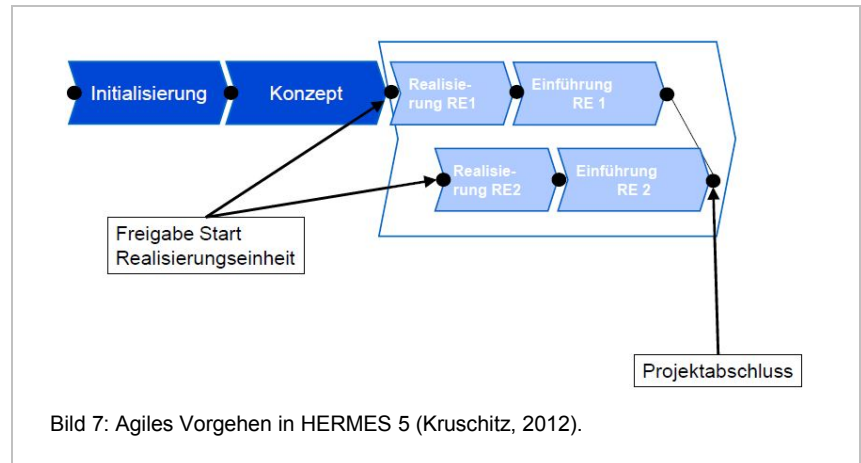 Initialisierung
Konzept
Realisie-
rung RE1
Einführung
RE 1
Realisie-
rung RE2
Einführung
RE 2
Freigabe Start
Realisierungseinheit
Projektabschluss
Bild 7: Agiles Vorgehen in HERMES 5 (Kruschitz, 2012).